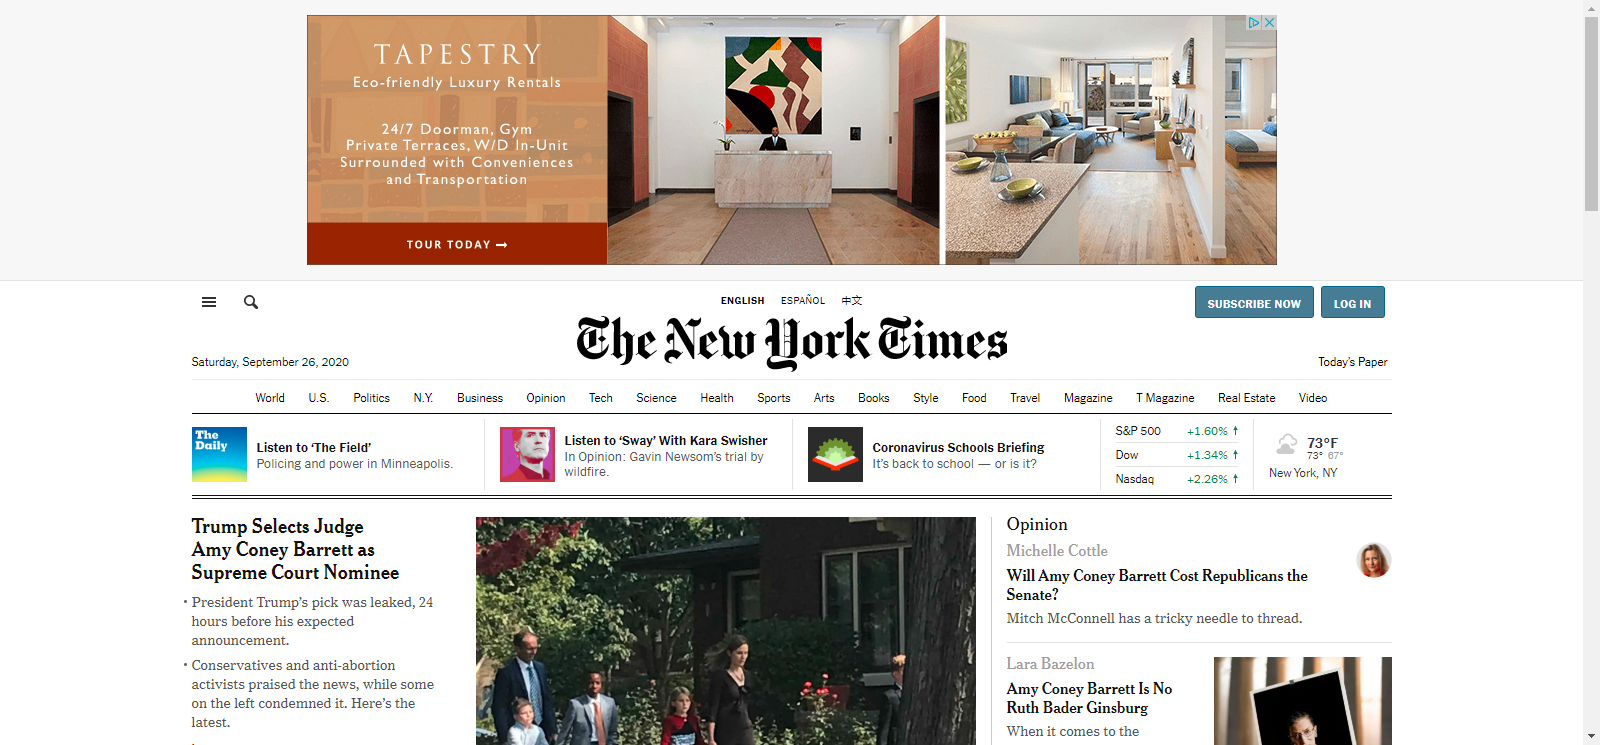 TAPESTRY
Eco-friendly Luxury Rentals
24/7 Doorman, Gym
Private Terraces, W/D In-Unit
Surrounded with Conveniences
and Transportation
TOUR TODAY →
ENGLISH ESPAÑOL 中文
SUBSCRIBE NOW LOG IN
The New York Times
Saturday, September 26, 2020
Today's Paper
World U.S. Politics N.Y. Business Opinion Tech Science Health Sports Arts Books Style Food Travel Magazine T Magazine Real Estate Video
The
Daily
Listen to ‘The Field’
Policing and power in Minneapolis.
Listen to ‘Sway’ With Kara Swisher
In Opinion: Gavin Newsom's trial by
wildfire.
Coronavirus Schools Briefing
It's back to school — or is it?
S&P 500 +1.60% ↑
Dow +1.34% ↑
Nasdaq +2.26% ↑
73°F
73° 67°
New York, NY
Trump Selects Judge
Amy Coney Barrett as
Supreme Court Nominee
• President Trump's pick was leaked, 24
hours before his expected
announcement.
• Conservatives and anti-abortion
activists praised the news, while some
on the left condemned it. Here's the
latest.
Opinion
Michelle Cottle
Will Amy Coney Barrett Cost Republicans the
Senate?
Mitch McConnell has a tricky needle to thread.
Lara Bazelon
Amy Coney Barrett Is No
Ruth Bader Ginsburg
When it comes to the